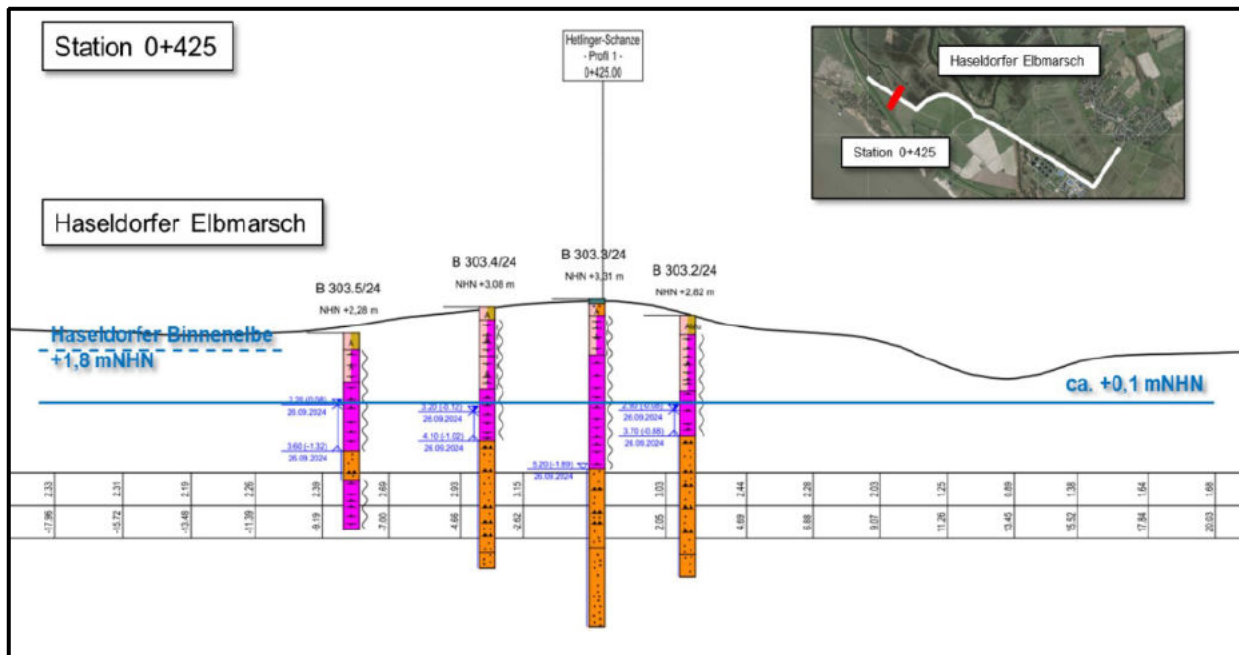 Station 0+425
Hetlinger-Schanze
- Profil 1 -
0+425.00
Haseldorfer Elbmarsch
Station 0+425
Haseldorfer Elbmarsch
B 303.5/24
NHN +2,28 m
B 303.4/24
NHN +3,08 m
B 303.3/24
NHN +3,31 m
B 303.2/24
NHN +2,82 m
A
A
A
Haseldorfer Binnenelbe
+1,8 mNHN
ca. +0,1 mNHN
26.09.2024
3.20 (-0.12)
26.09.2024
26.09.2024
3.60 (-1.32)
26.09.2024
4.10 (-1.02)
26.09.2024
3.70 (-0.88)
26.09.2024
5.20 (-1.89)
26.09.2024
2.33 2.31 2.19 2.26 2.39 2.69 2.93 3.15 3.03 2.44 2.28 2.03 1.25 0.89 1.38 1.64 1.68
-17.96 -15.72 -13.48 -11.39 -9.19 -7.00 -4.66 -2.62 2.05 4.69 6.88 9.07 11.26 13.45 15.52 17.84 20.03